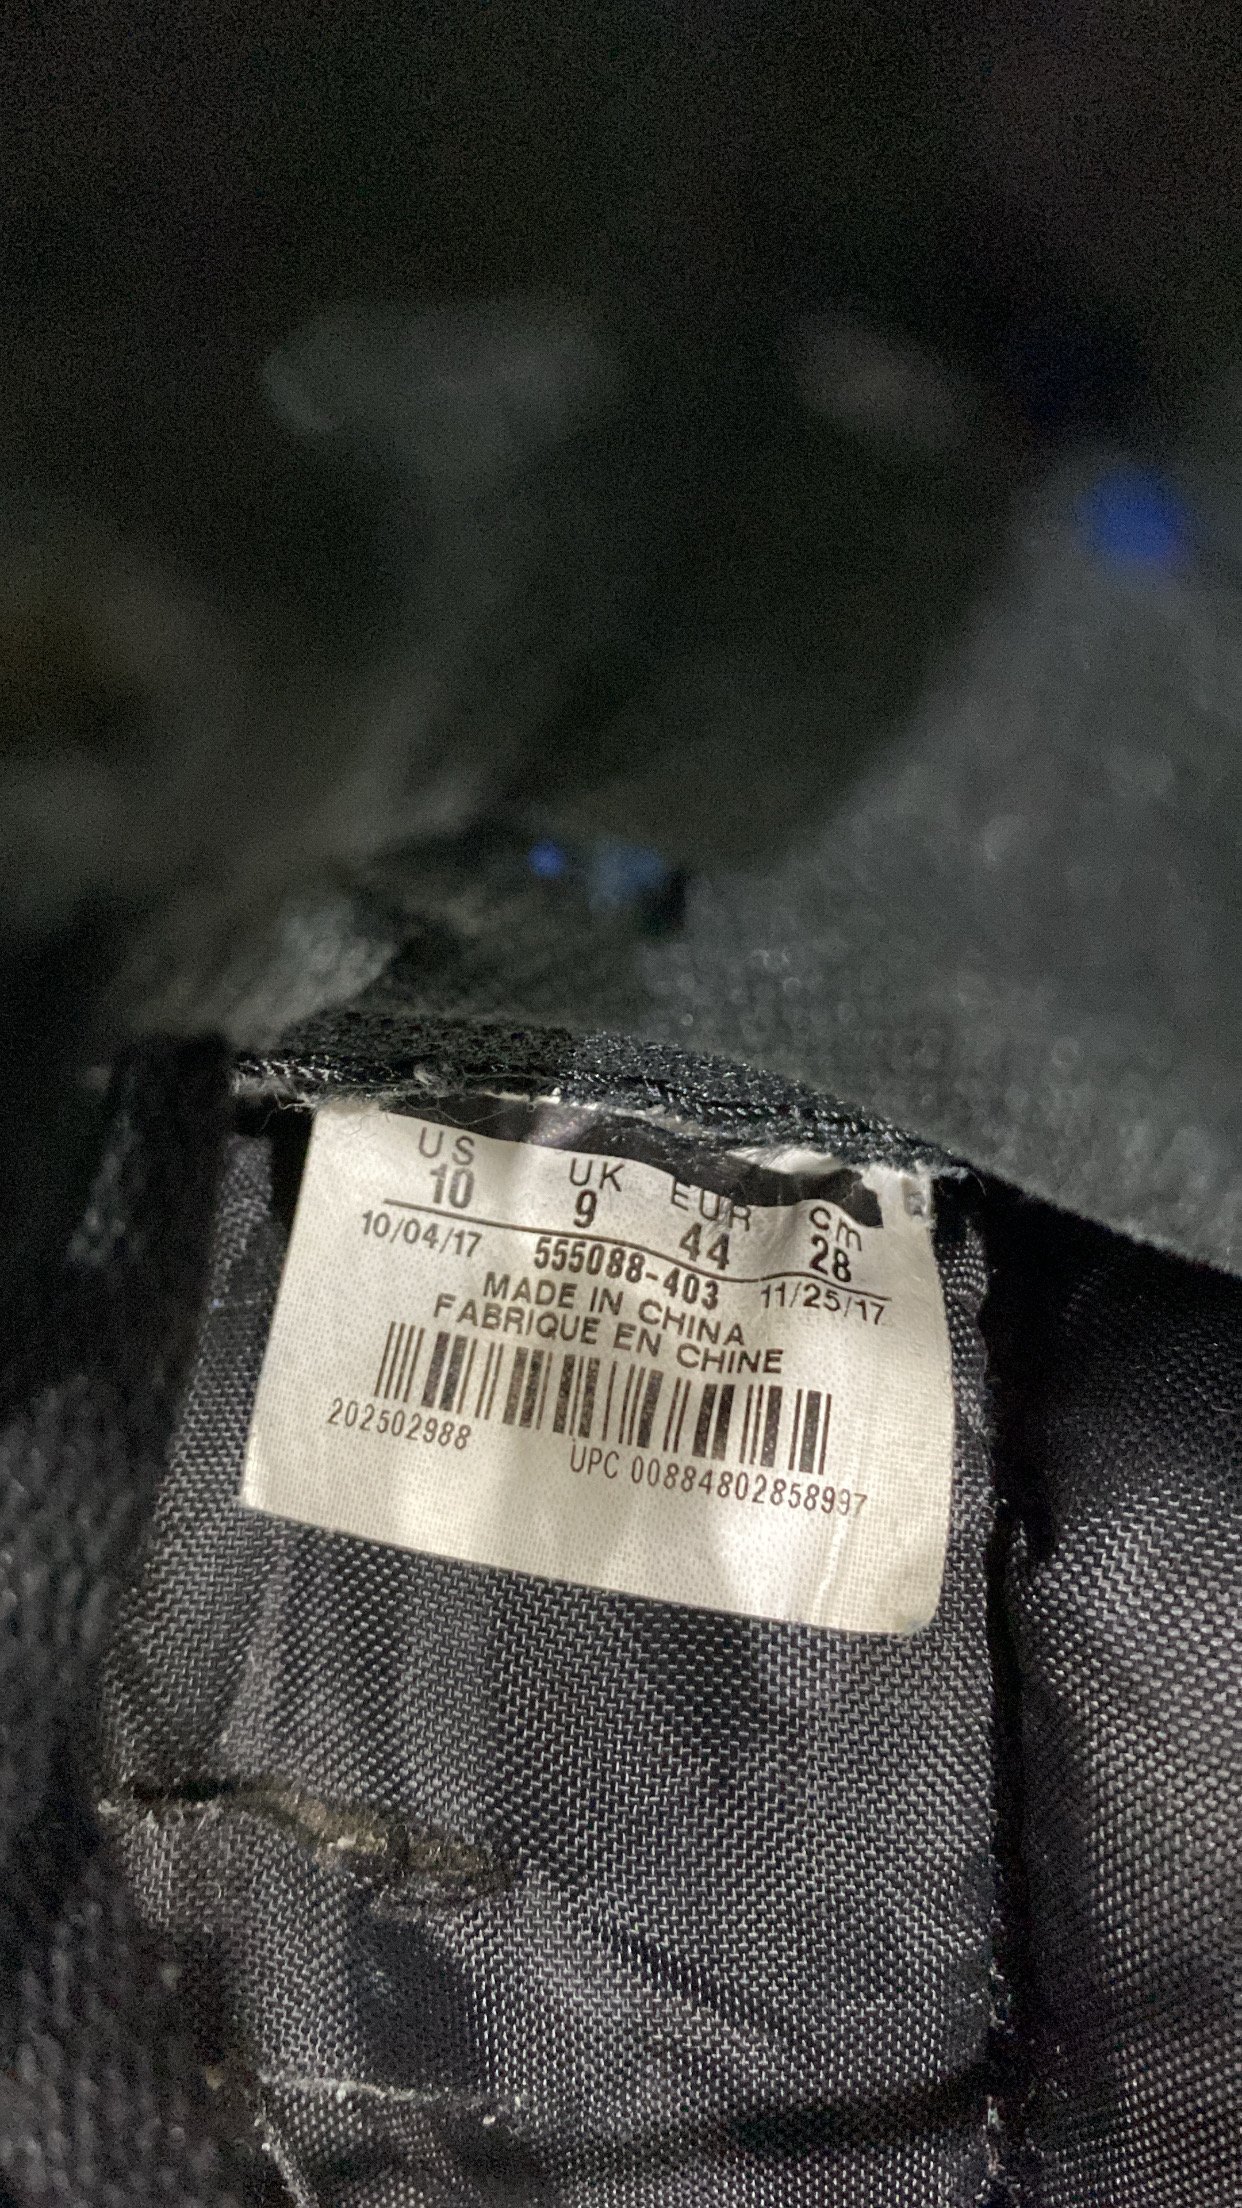 US UK EUR cm
10 9 44 28
10/04/17 555088-403 11/25/17
MADE IN CHINA
FABRIQUE EN CHINE
202502988 UPC 00884802858997